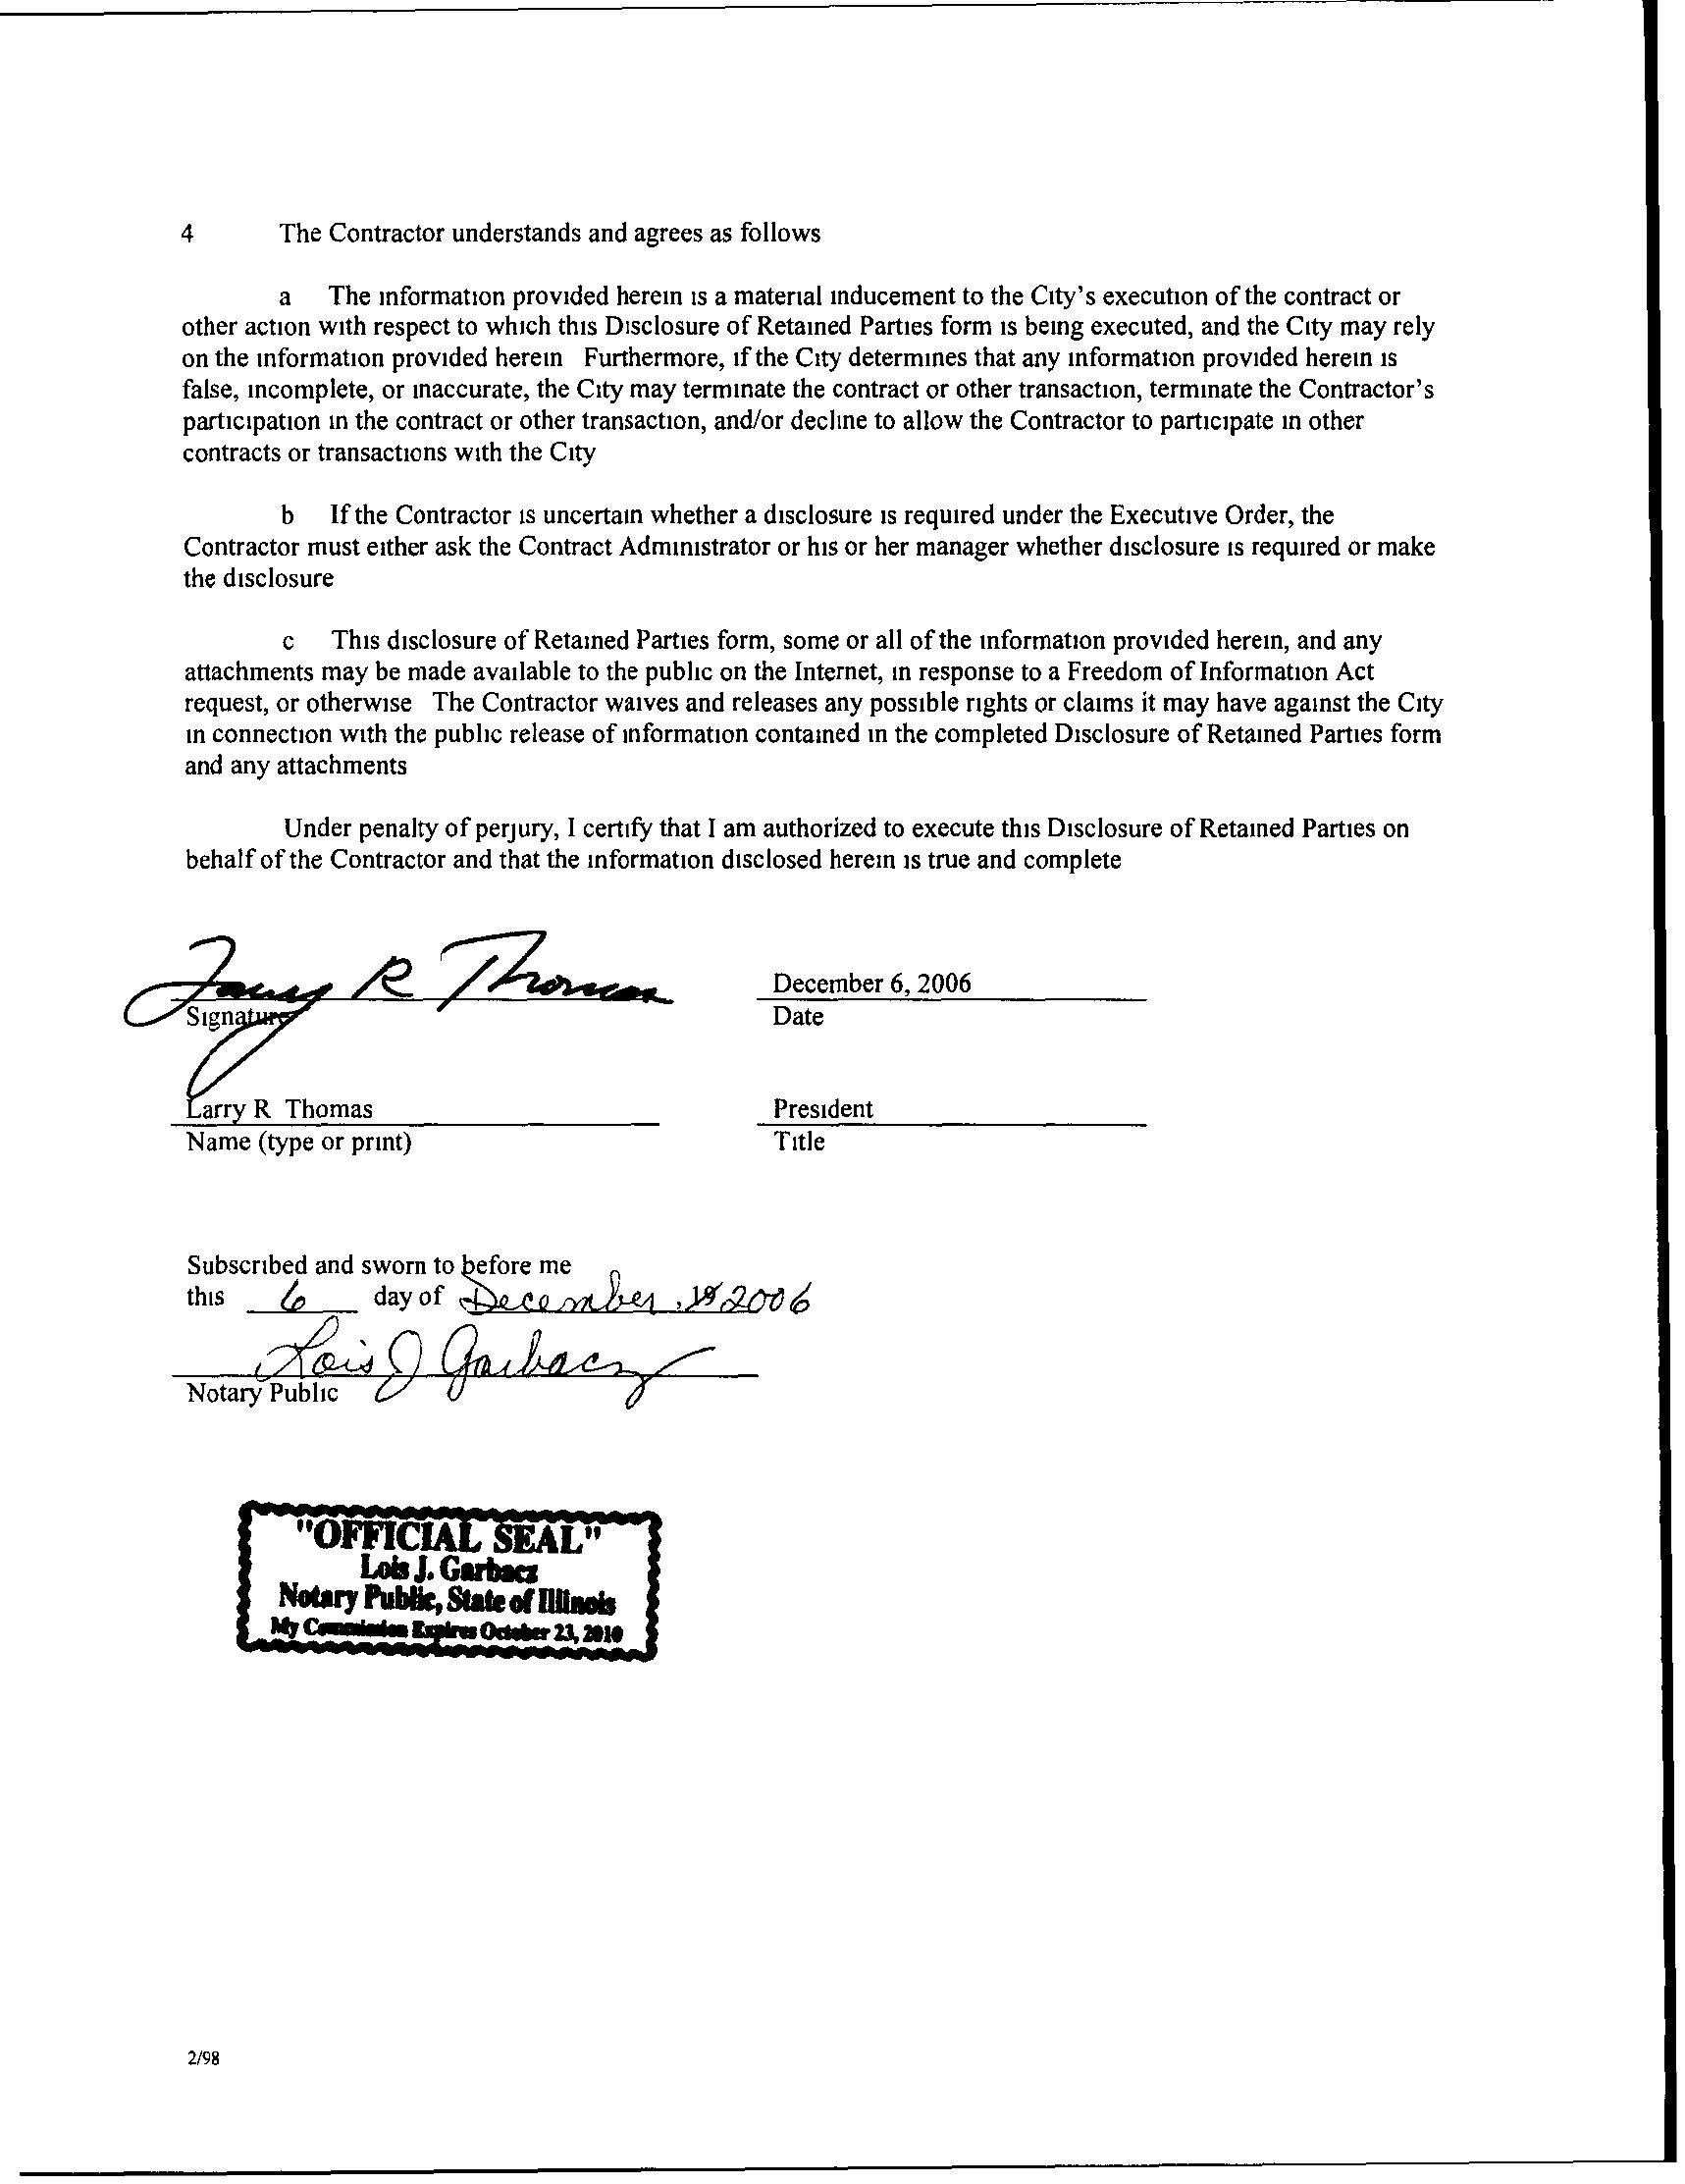 4 The Contractor understands and agrees as follows
a The information provided herein is a material inducement to the City's execution of the contract or
other action with respect to which this Disclosure of Retained Parties form is being executed, and the City may rely
on the information provided herein Furthermore, if the City determines that any information provided herein is
false, incomplete, or inaccurate, the City may terminate the contract or other transaction, terminate the Contractor's
participation in the contract or other transaction, and/or decline to allow the Contractor to participate in other
contracts or transactions with the City
b If the Contractor is uncertain whether a disclosure is required under the Executive Order, the
Contractor must either ask the Contract Administrator or his or her manager whether disclosure is required or make
the disclosure
c This disclosure of Retained Parties form, some or all of the information provided herein, and any
attachments may be made available to the public on the Internet, in response to a Freedom of Information Act
request, or otherwise The Contractor waives and releases any possible rights or claims it may have against the City
in connection with the public release of information contained in the completed Disclosure of Retained Parties form
and any attachments
Under penalty of perjury, I certify that I am authorized to execute this Disclosure of Retained Parties on
behalf of the Contractor and that the information disclosed herein is true and complete
Larry R Thomas December 6, 2006
Signature Date
Larry R Thomas President
Name (type or print) Title
Subscribed and sworn to before me
this 6 day of December, 19 2006
Lois J Garbacz
Notary Public
"OFFICIAL SEAL"
Lois J. Garbacz
Notary Public, State of Illinois
My Commission Expires October 23, 2010
2/98